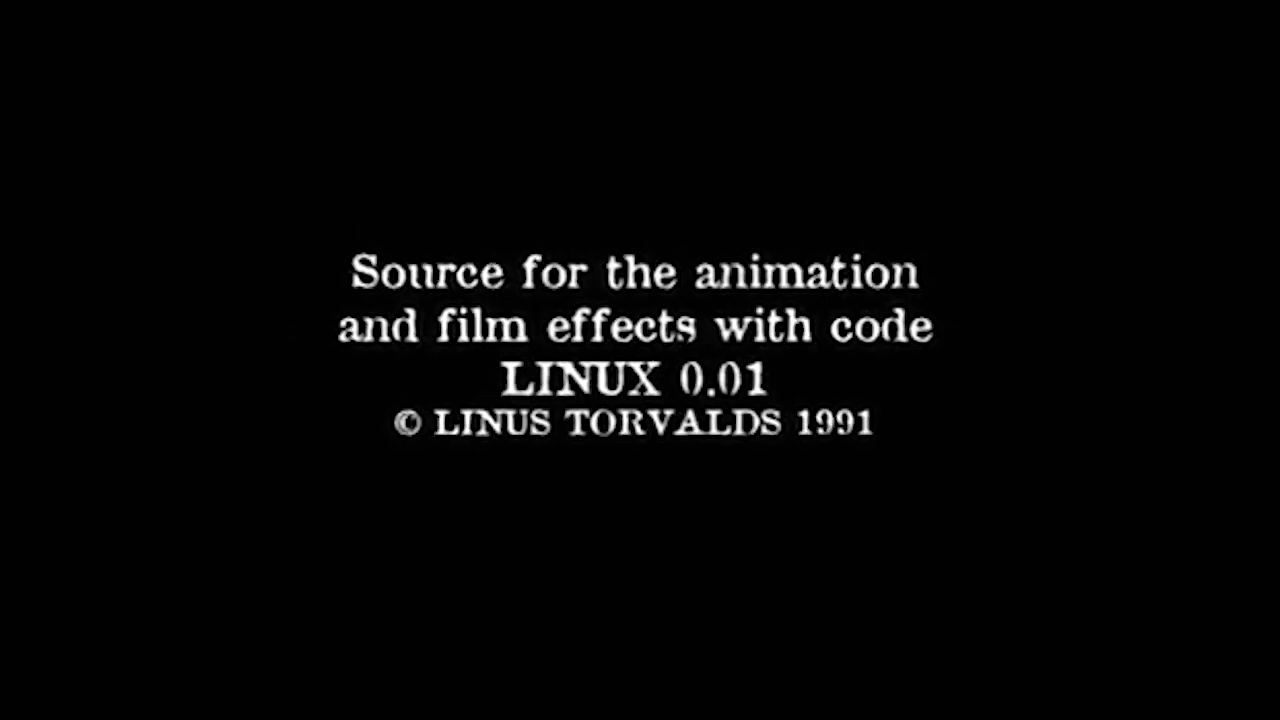 Source for the animation
and film effects with code
LINUX 0.01
© LINUS TORVALDS 1991